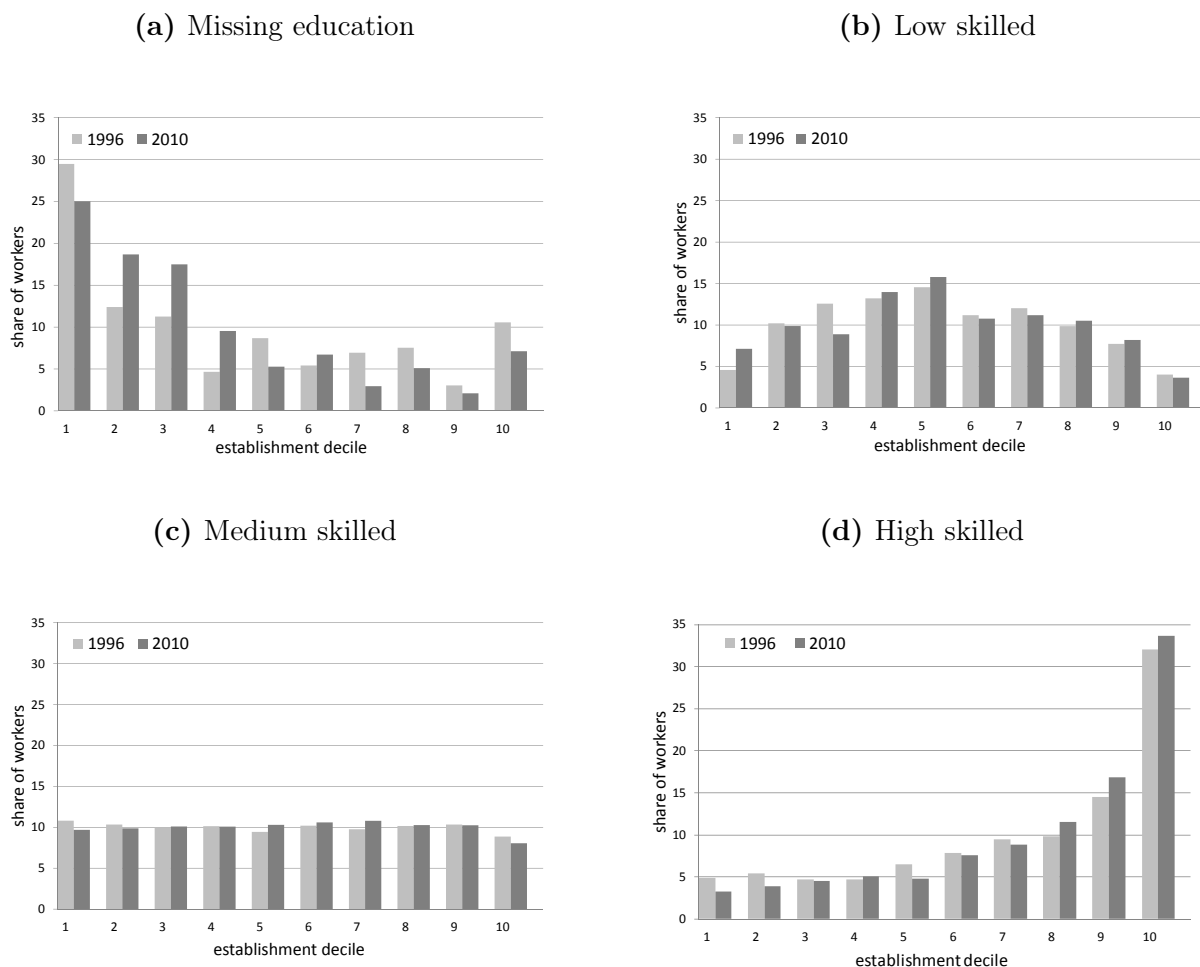 (a) Missing education
35
1996 2010
30
25
20
15
10
5
0
share of workers
1 2 3 4 5 6 7 8 9 10
establishment decile
(b) Low skilled
35
1996 2010
30
25
20
15
10
5
0
share of workers
1 2 3 4 5 6 7 8 9 10
establishment decile
(c) Medium skilled
35
1996 2010
30
25
20
15
10
5
0
share of workers
1 2 3 4 5 6 7 8 9 10
establishment decile
(d) High skilled
35
1996 2010
30
25
20
15
10
5
0
share of workers
1 2 3 4 5 6 7 8 9 10
establishment decile